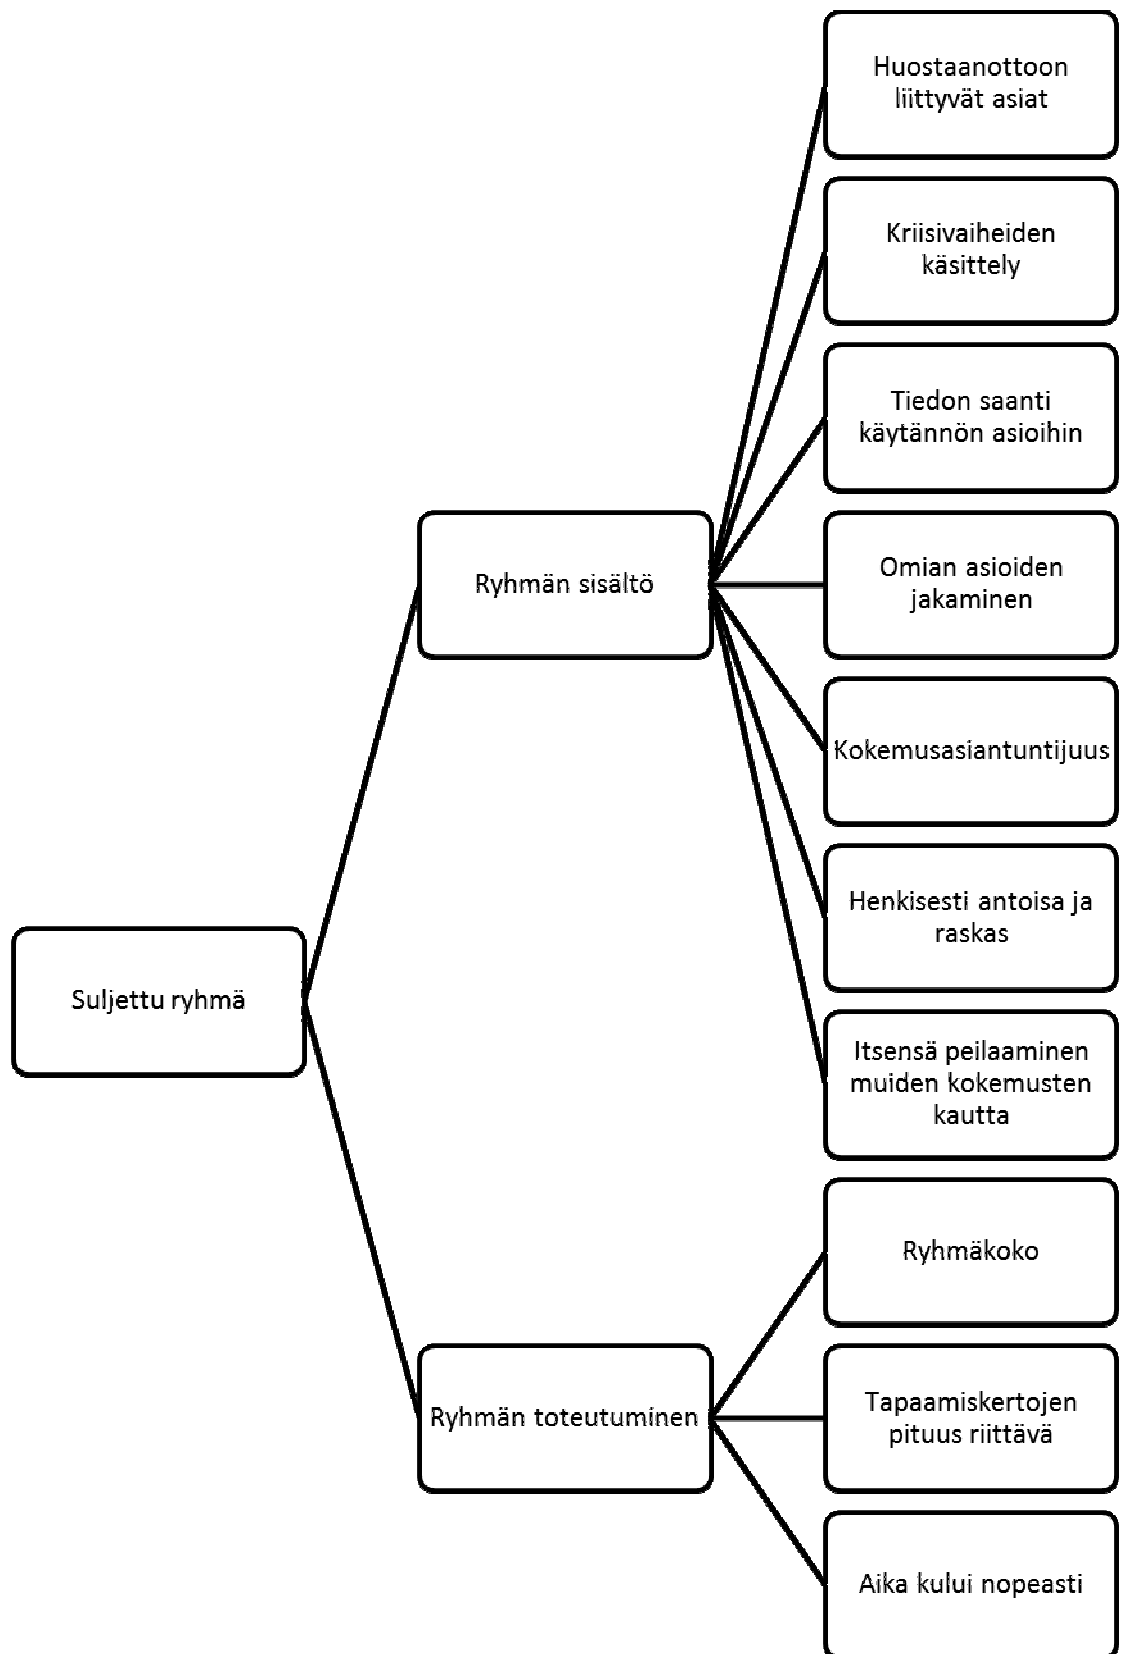 Huostaanottoon
liittyvät asiat
Kriisivaiheiden
käsittely
Tiedon saanti
käytännön asioihin
Ryhmän sisältö
Omian asioiden
jakaminen
Kokemusasiantuntijuus
Henkisesti antoisa ja
raskas
Suljettu ryhmä
Itsensä peilaaminen
muiden kokemusten
kautta
Ryhmäkoko
Ryhmän toteutuminen
Tapaamiskertojen
pituus riittävä
Aika kului nopeasti